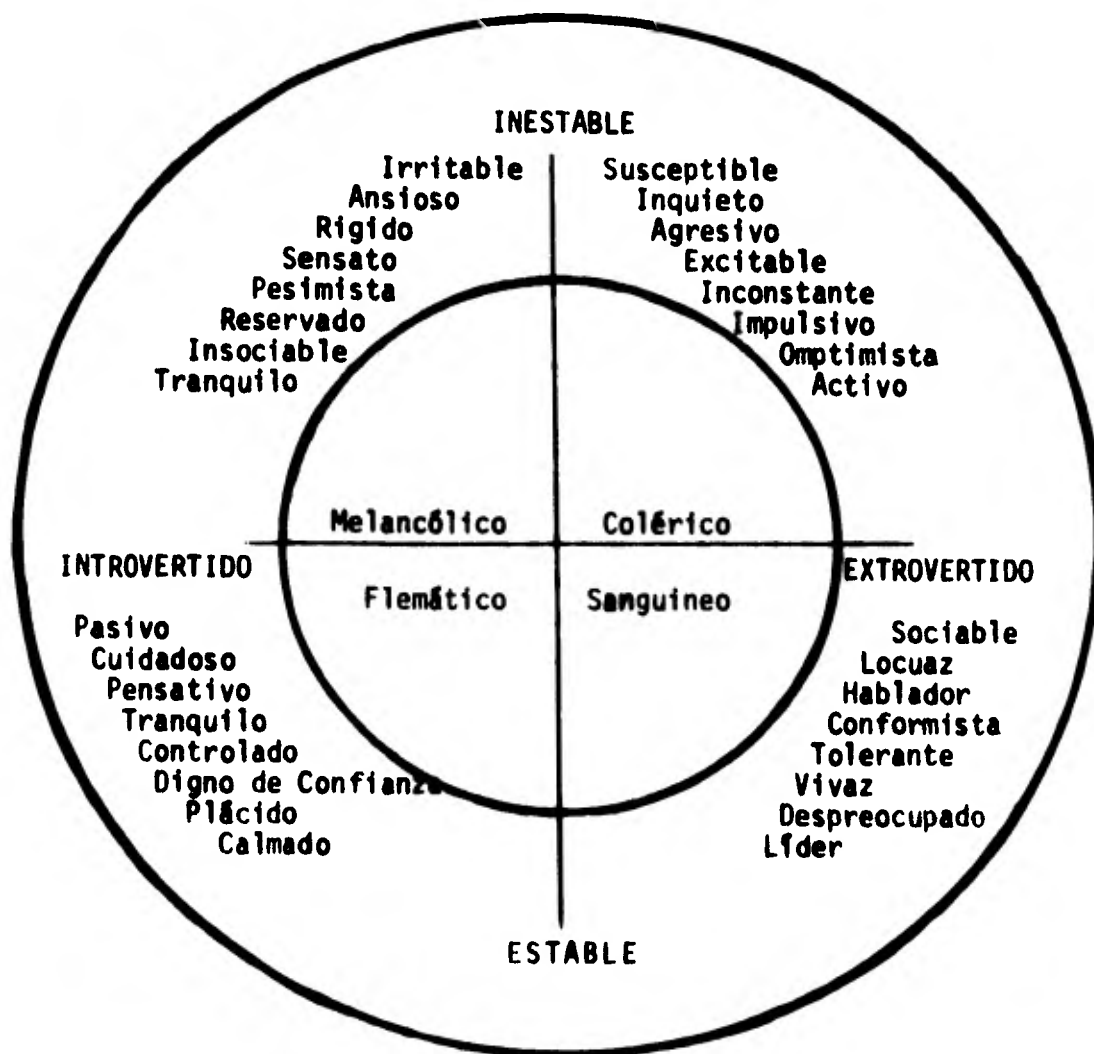 INESTABLE
Irritable
Ansioso
Rigido
Sensato
Pesimista
Reservado
Insociable
Tranquilo
Susceptible
Inquieto
Agresivo
Excitable
Inconstante
Impulsivo
Omptimista
Activo
Melancólico
Colérico
INTROVERTIDO
EXTROVERTIDO
Flemático
Sanguineo
Pasivo
Cuidadoso
Pensativo
Tranquilo
Controlado
Digno de Confianza
Plácido
Calmado
Sociable
Locuaz
Hablador
Conformista
Tolerante
Vivaz
Despreocupado
Líder
ESTABLE